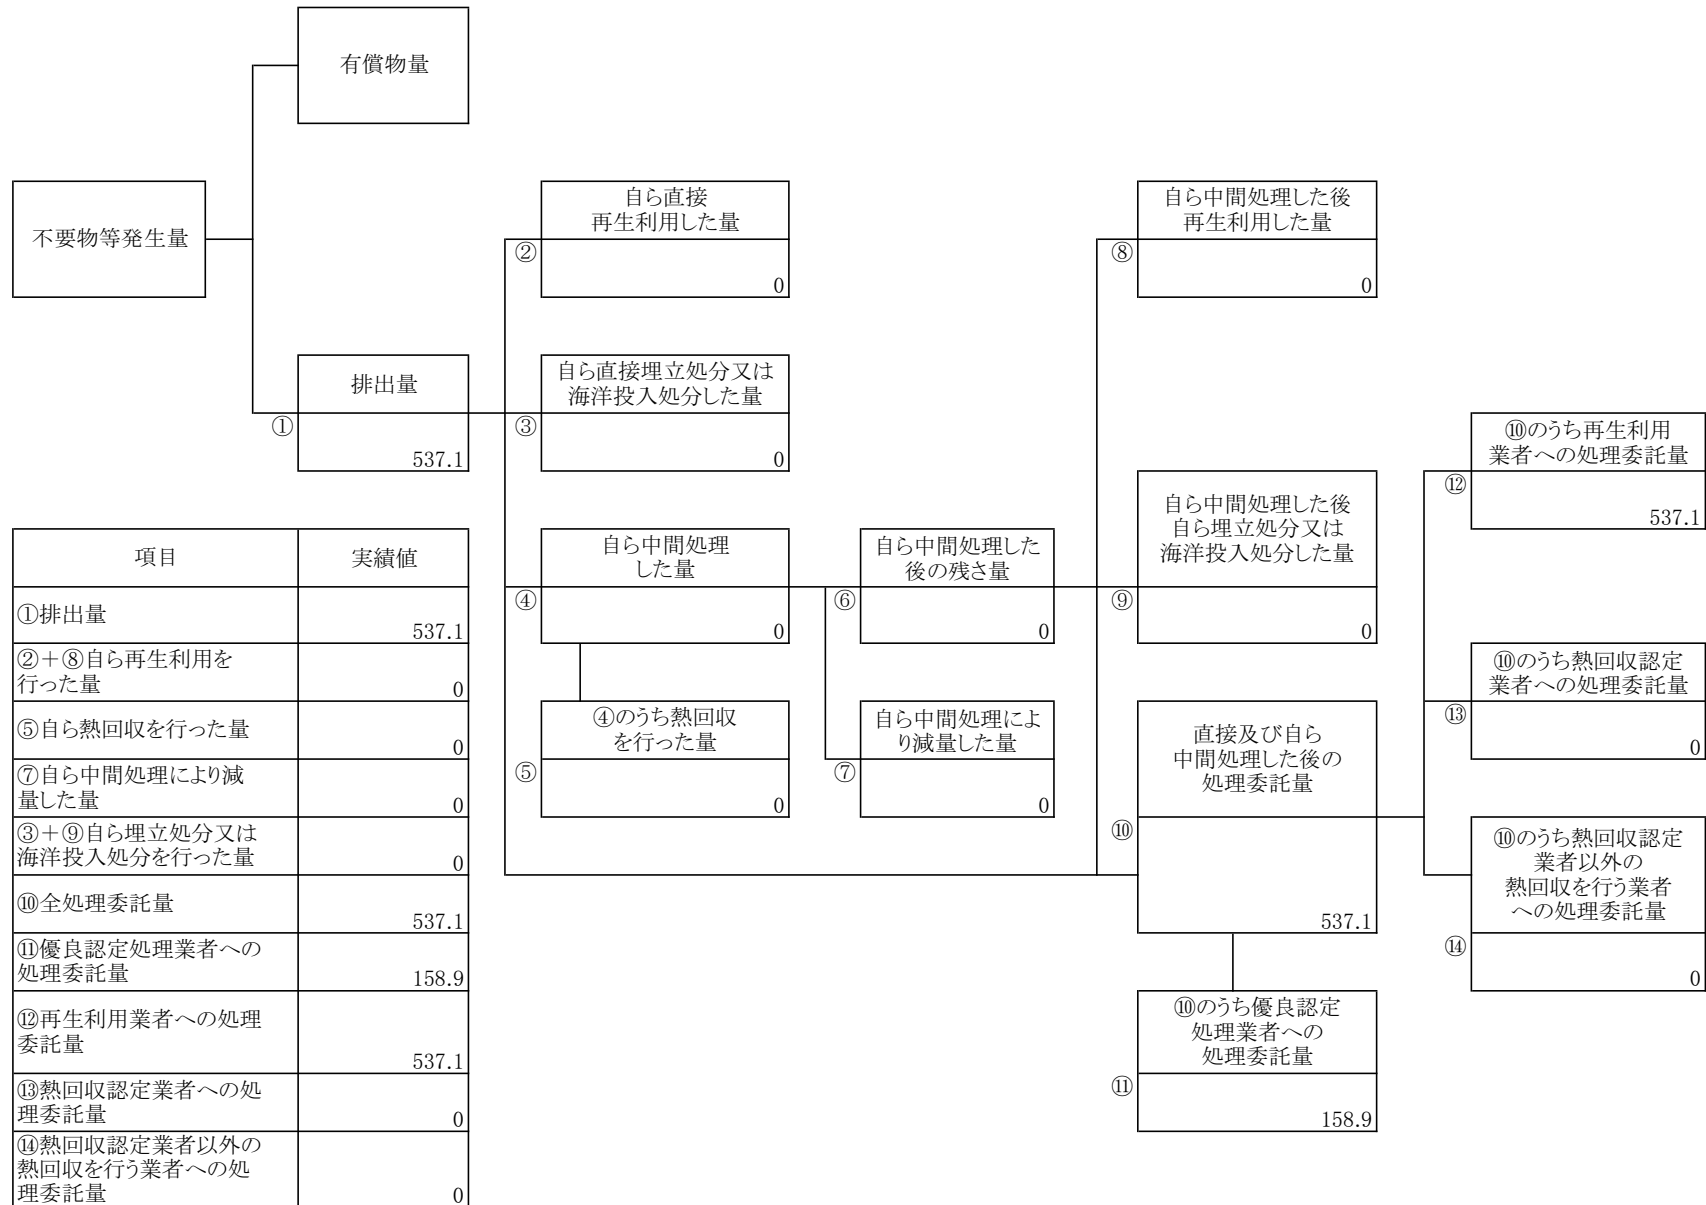 有償物量
不要物等発生量
自ら直接
再生利用した量
②
0
自ら中間処理した後
再生利用した量
⑧
0
排出量
①
537.1
自ら直接埋立処分又は
海洋投入処分した量
③
0
⑩のうち再生利用
業者への処理委託量
⑫
537.1
自ら中間処理した後
自ら埋立処分又は
海洋投入処分した量
⑨
0
自ら中間処理
した量
④
0
自ら中間処理した
後の残さ量
⑥
0
⑩のうち熱回収認定
業者への処理委託量
⑬
0
④のうち熱回収
を行った量
⑤
0
自ら中間処理によ
り減量した量
⑦
0
直接及び自ら
中間処理した後の
処理委託量
⑩
537.1
⑩のうち熱回収認定
業者以外の
熱回収を行う業者
への処理委託量
⑭
0
⑩のうち優良認定
処理業者への
処理委託量
⑪
158.9
項目 実績値
①排出量
537.1
②+⑧自ら再生利用を
行った量
0
⑤自ら熱回収を行った量
0
⑦自ら中間処理により減
量した量
0
③+⑨自ら埋立処分又は
海洋投入処分を行った量
0
⑩全処理委託量
537.1
⑪優良認定処理業者への
処理委託量
158.9
⑫再生利用業者への処理
委託量
537.1
⑬熱回収認定業者への処
理委託量
0
⑭熱回収認定業者以外の
熱回収を行う業者への処
理委託量
0